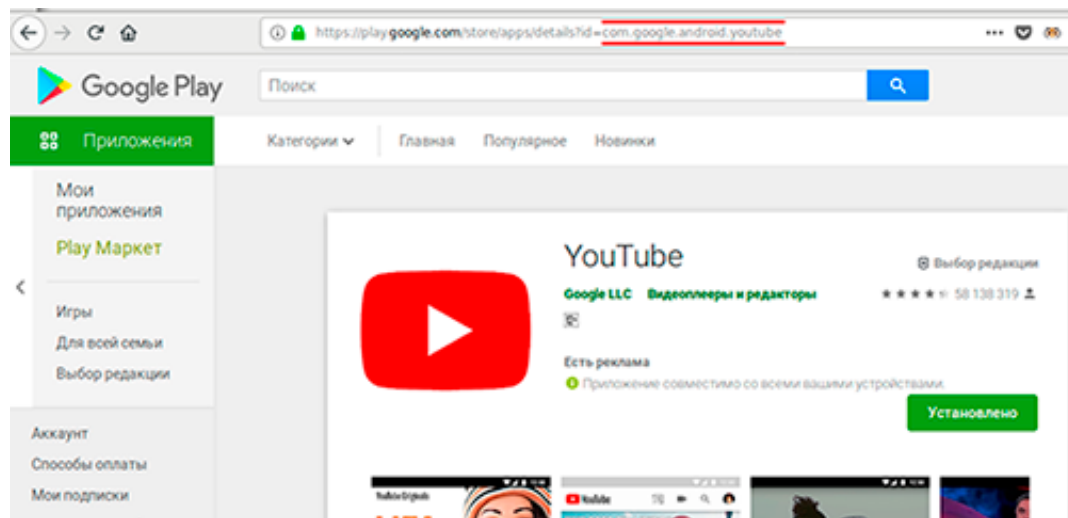 https://play.google.com/store/apps/details?id=com.google.android.youtube
Google Play
Поиск
Приложения
Категории
Главная
Популярное
Новинки
Мои
приложения
Play Маркет
Игры
Для всей семьи
Выбор редакции
Аккаунт
Способы оплаты
Мои подписки
YouTube
Выбор редакции
Google LLC Видеоплееры и редакторы
58 138 319
Есть реклама
Приложение совместимо со всеми вашими устройствами.
Установлено
YouTube Originals
YouTube